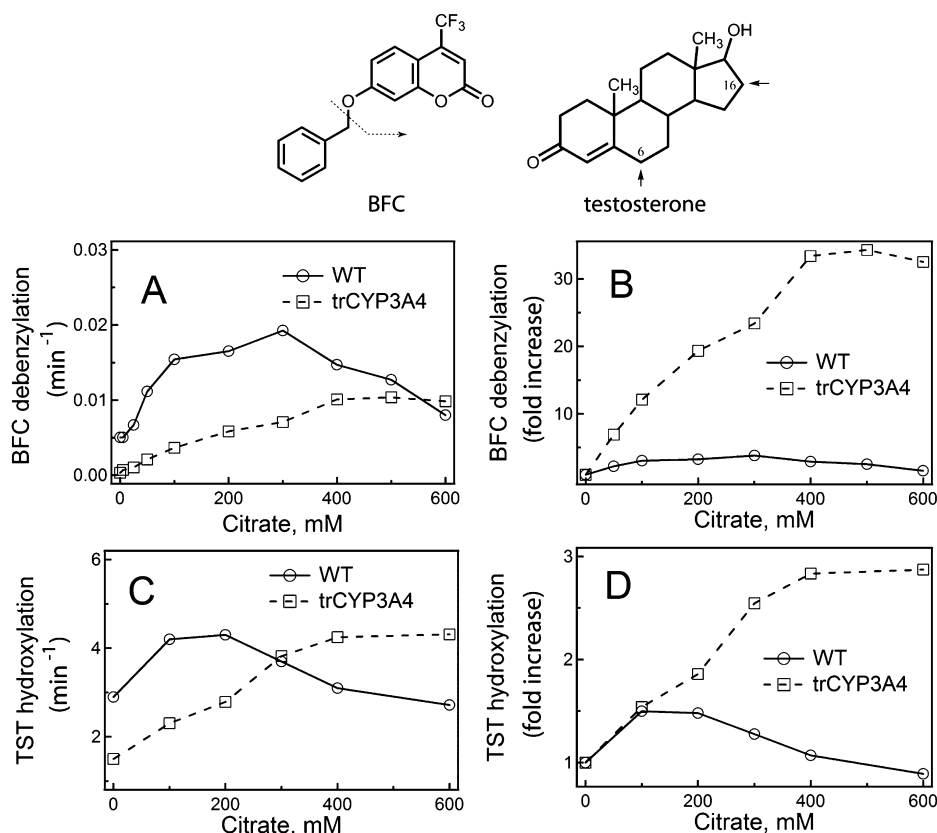 CF₃
O
O
O
BFC
CH₃
OH
CH₃
16
6
O
testosterone
A
WT
trCYP3A4
BFC debenzylation
(min⁻¹)
0.03
0.02
0.01
0.00
0
200
400
600
Citrate, mM
B
WT
trCYP3A4
BFC debenzylation
(fold increase)
30
20
10
0
200
400
600
Citrate, mM
C
WT
trCYP3A4
TST hydroxylation
(min⁻¹)
6
4
2
0
200
400
600
Citrate, mM
D
WT
trCYP3A4
TST hydroxylation
(fold increase)
3
2
1
0
200
400
600
Citrate, mM